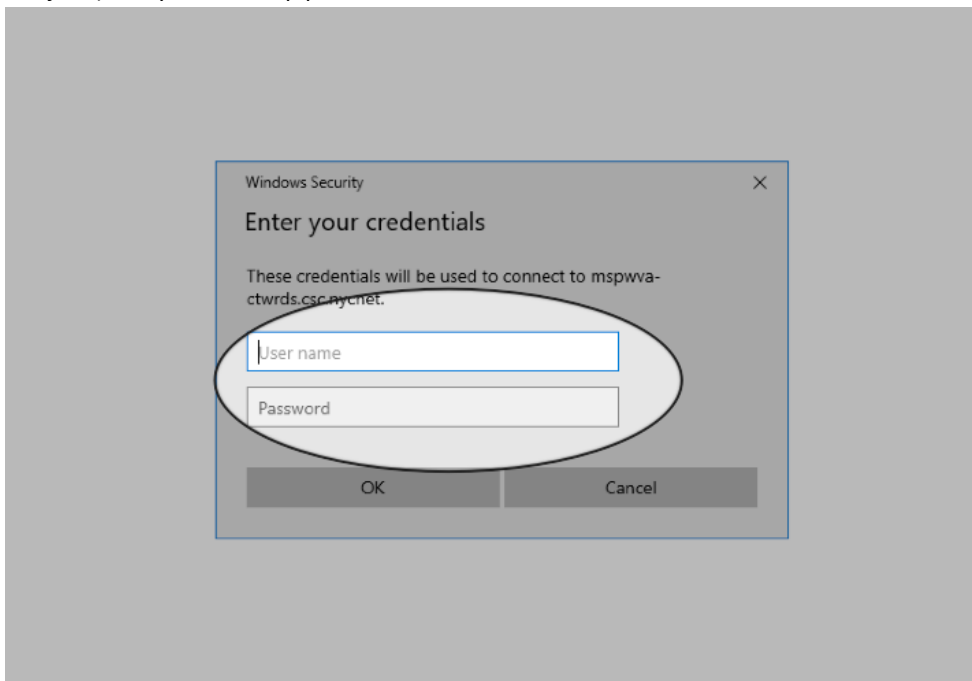 Windows Security
Enter your credentials
These credentials will be used to connect to mspwva-
ctwrds.csc.nycnet.
User name
Password
OK Cancel